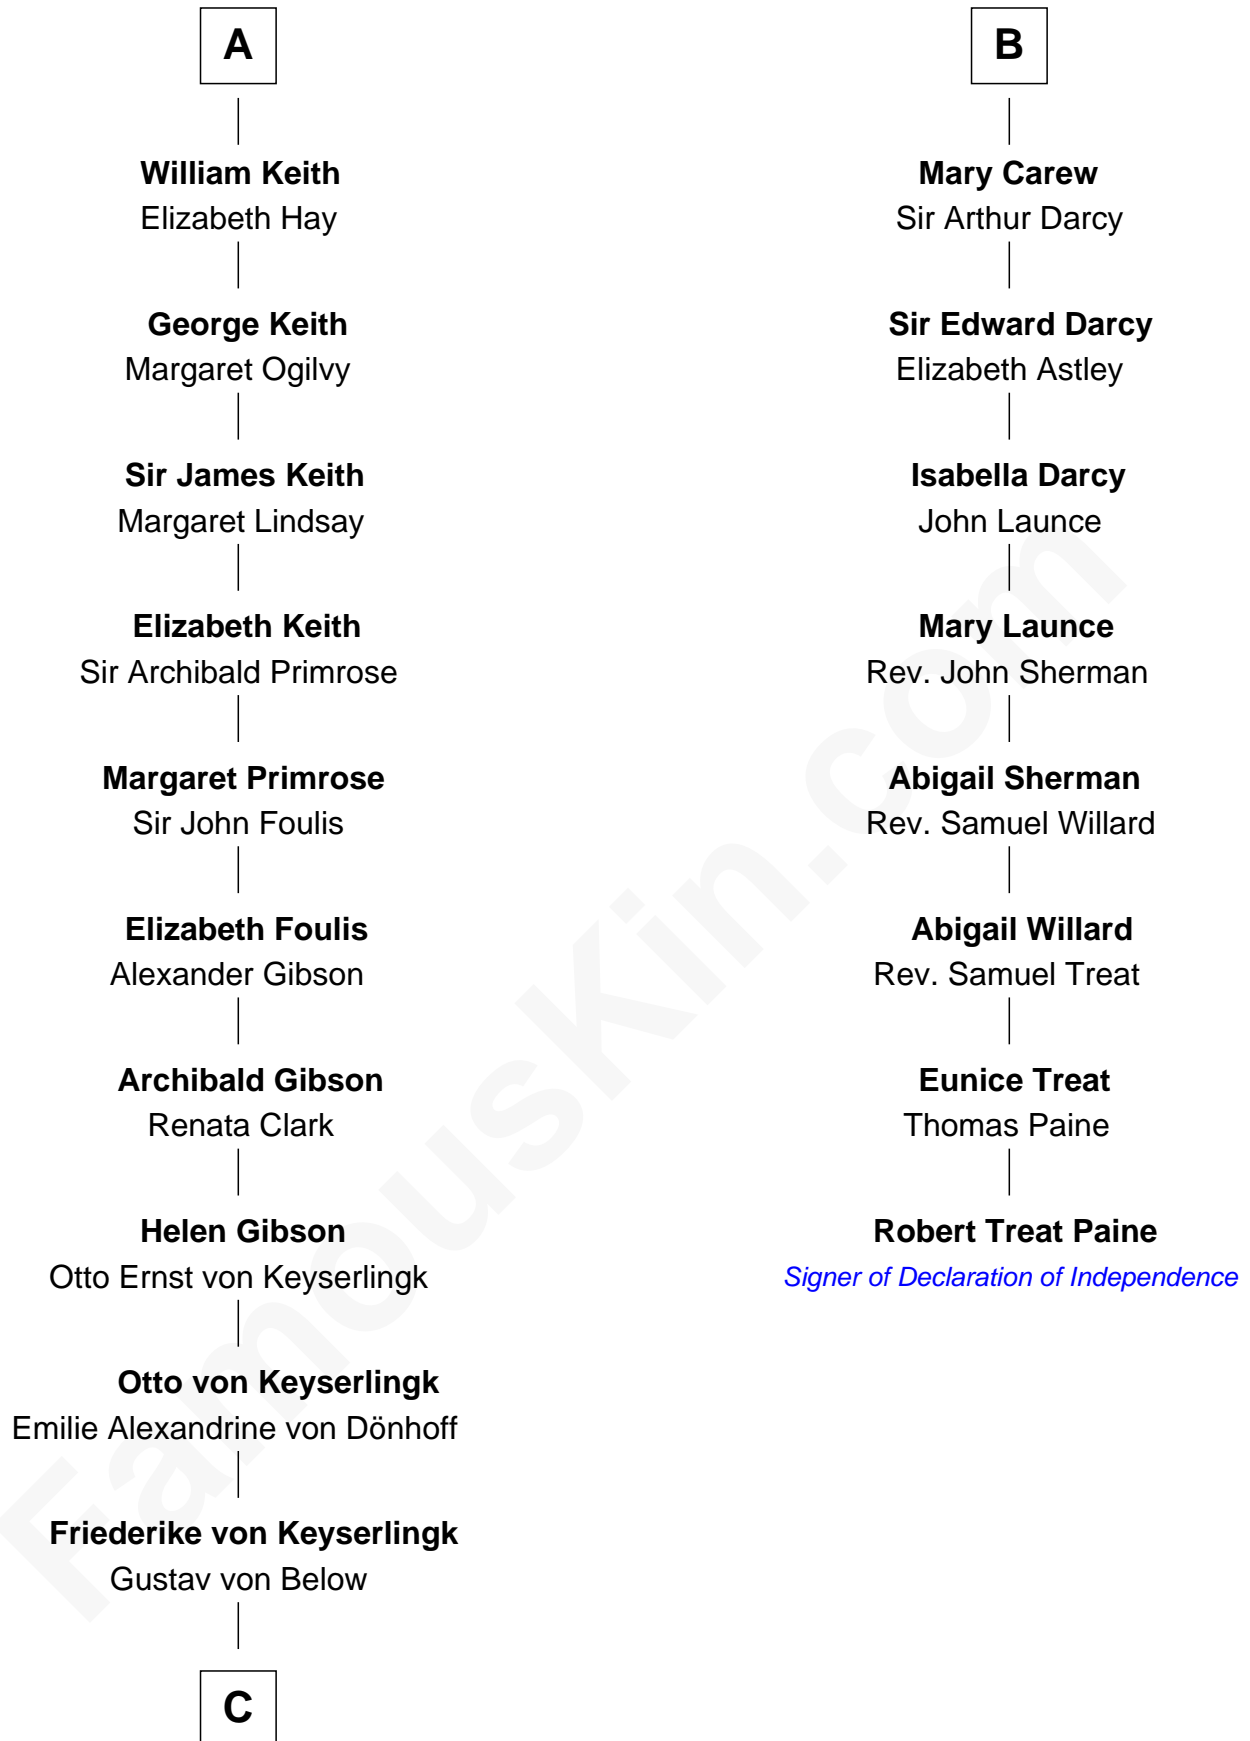 A
William Keith
Elizabeth Hay
George Keith
Margaret Ogilvy
Sir James Keith
Margaret Lindsay
Elizabeth Keith
Sir Archibald Primrose
Margaret Primrose
Sir John Foulis
Elizabeth Foulis
Alexander Gibson
Archibald Gibson
Renata Clark
Helen Gibson
Otto Ernst von Keyserlingk
Otto von Keyserlingk
Emilie Alexandrine von Dönhoff
Friederike von Keyserlingk
Gustav von Below
C
B
Mary Carew
Sir Arthur Darcy
Sir Edward Darcy
Elizabeth Astley
Isabella Darcy
John Launce
Mary Launce
Rev. John Sherman
Abigail Sherman
Rev. Samuel Willard
Abigail Willard
Rev. Samuel Treat
Eunice Treat
Thomas Paine
Robert Treat Paine
Signer of Declaration of Independence
FamousKin.com